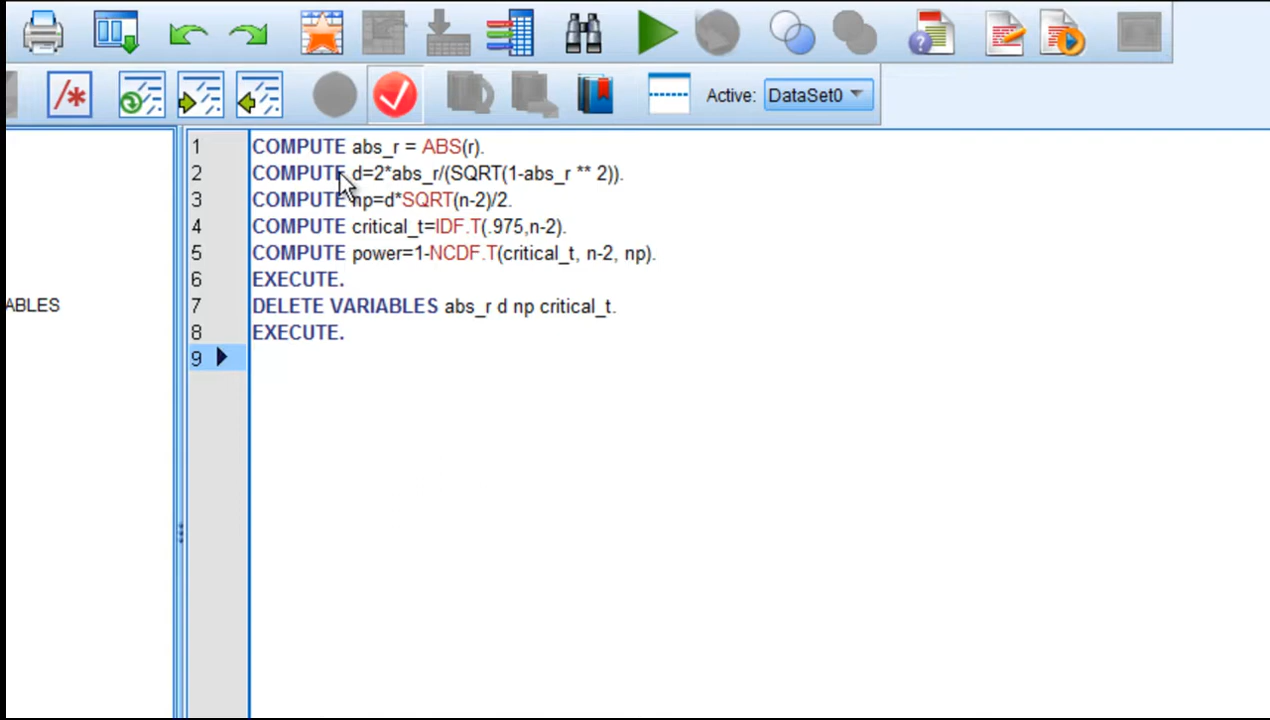 Active: DataSet0
ABLES
1 COMPUTE abs_r = ABS(r).
2 COMPUTE d=2*abs_r/(SQRT(1-abs_r ** 2)).
3 COMPUTE np=d*SQRT(n-2)/2.
4 COMPUTE critical_t=IDF.T(.975,n-2).
5 COMPUTE power=1-NCDF.T(critical_t, n-2, np).
6 EXECUTE.
7 DELETE VARIABLES abs_r d np critical_t.
8 EXECUTE.
9